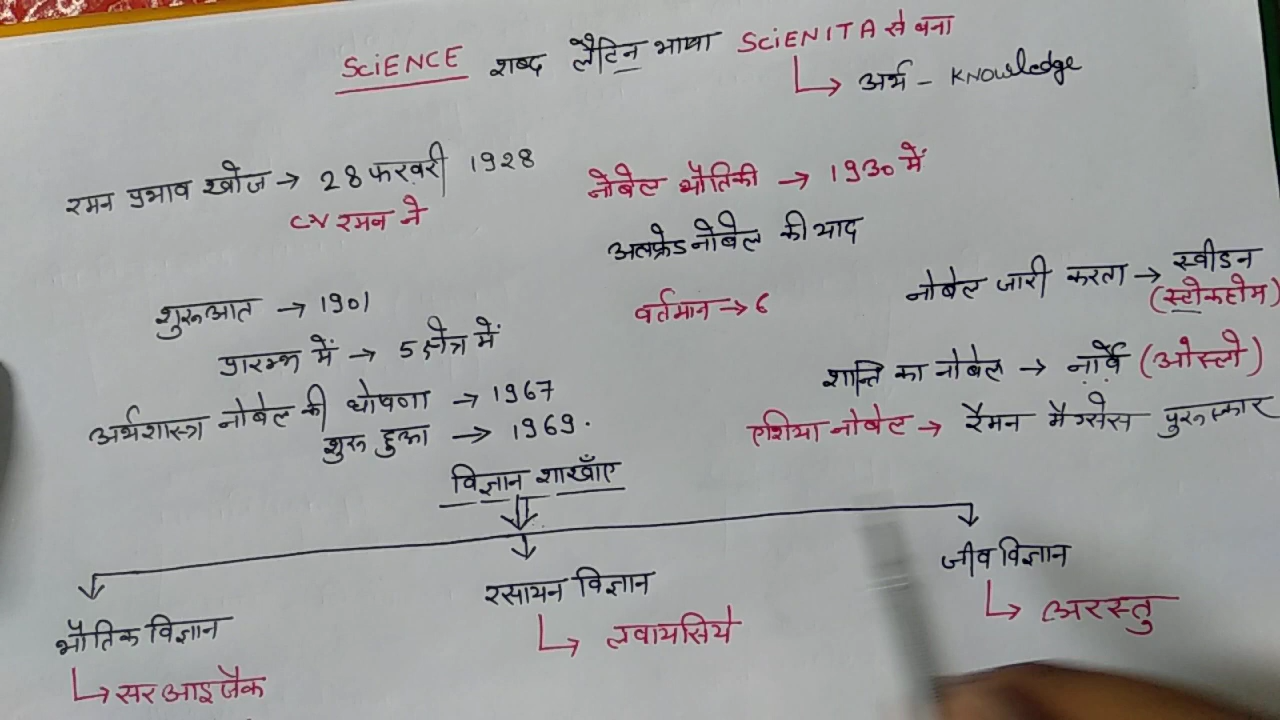 SCiENCE शब्द लैटिन भाषा SCiENITA से बना
अर्थ - KNOWledge
रमन प्रभाव खोज → 28 फरवरी 1928
CV रमन ने
नोबेल भौतिकी → 1930 में
अल्फ्रेड नोबेल की याद
शुरूआत → 1901
वर्तमान → 6
नोबेल जारी करता → स्वीडन
(स्टोकहोम)
प्रारम्भ में → 5 क्षेत्र में
शान्ति का नोबेल → नार्वे (ओस्लो)
अर्थशास्त्र नोबेल की घोषणा → 1967
शुरू हुआ → 1969.
एशिया नोबेल → रैमन मैग्सेस पुरूस्कार
विज्ञान शाखाँए
भौतिक विज्ञान
रसायन विज्ञान
जीव विज्ञान
सर आइजैक
लवायसिये
अरस्तु